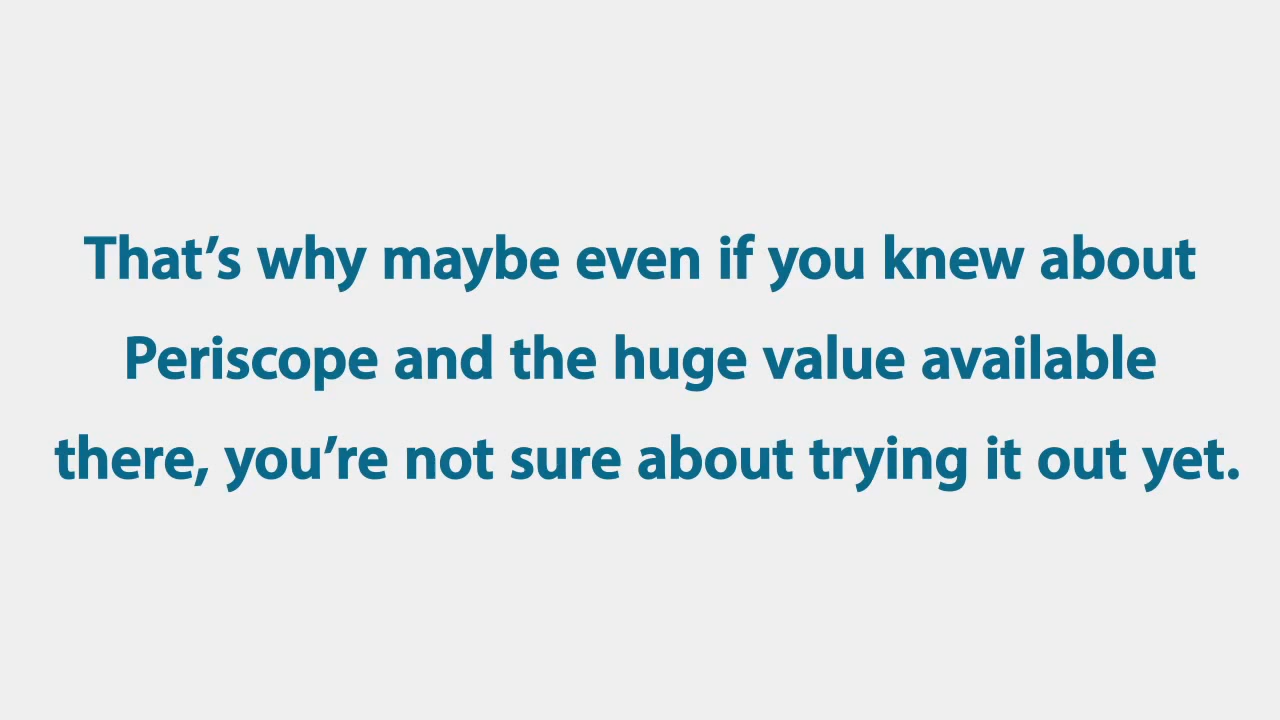 That’s why maybe even if you knew about
Periscope and the huge value available
there, you’re not sure about trying it out yet.